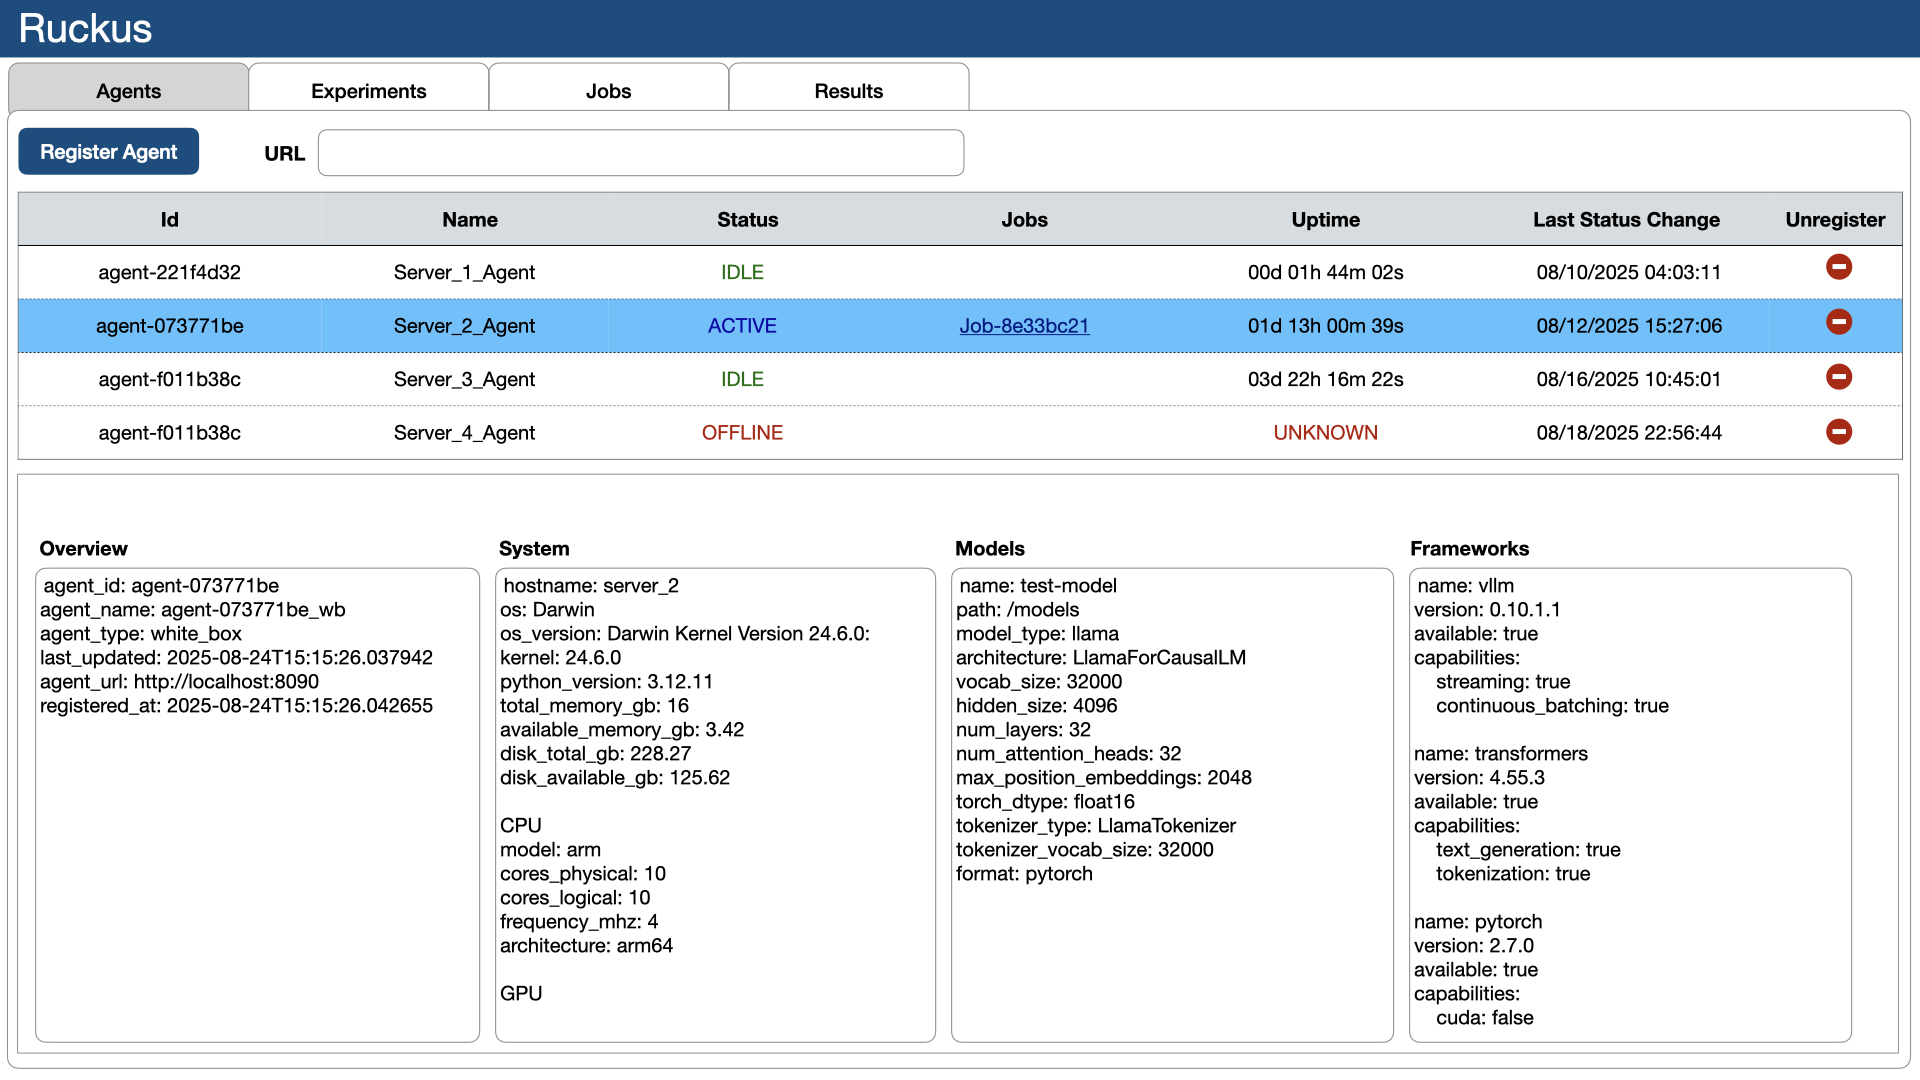 Ruckus
Agents Experiments Jobs Results
Register Agent URL
Id Name Status Jobs Uptime Last Status Change Unregister
agent-221f4d32 Server_1_Agent IDLE 00d 01h 44m 02s 08/10/2025 04:03:11
agent-073771be Server_2_Agent ACTIVE Job-8e33bc21 01d 13h 00m 39s 08/12/2025 15:27:06
agent-f011b38c Server_3_Agent IDLE 03d 22h 16m 22s 08/16/2025 10:45:01
agent-f011b38c Server_4_Agent OFFLINE UNKNOWN 08/18/2025 22:56:44
Overview
agent_id: agent-073771be
agent_name: agent-073771be_wb
agent_type: white_box
last_updated: 2025-08-24T15:15:26.037942
agent_url: http://localhost:8090
registered_at: 2025-08-24T15:15:26.042655
System
hostname: server_2
os: Darwin
os_version: Darwin Kernel Version 24.6.0:
kernel: 24.6.0
python_version: 3.12.11
total_memory_gb: 16
available_memory_gb: 3.42
disk_total_gb: 228.27
disk_available_gb: 125.62
CPU
model: arm
cores_physical: 10
cores_logical: 10
frequency_mhz: 4
architecture: arm64
GPU
Models
name: test-model
path: /models
model_type: llama
architecture: LlamaForCausalLM
vocab_size: 32000
hidden_size: 4096
num_layers: 32
num_attention_heads: 32
max_position_embeddings: 2048
torch_dtype: float16
tokenizer_type: LlamaTokenizer
tokenizer_vocab_size: 32000
format: pytorch
Frameworks
name: vllm
version: 0.10.1.1
available: true
capabilities:
streaming: true
continuous_batching: true
name: transformers
version: 4.55.3
available: true
capabilities:
text_generation: true
tokenization: true
name: pytorch
version: 2.7.0
available: true
capabilities:
cuda: false